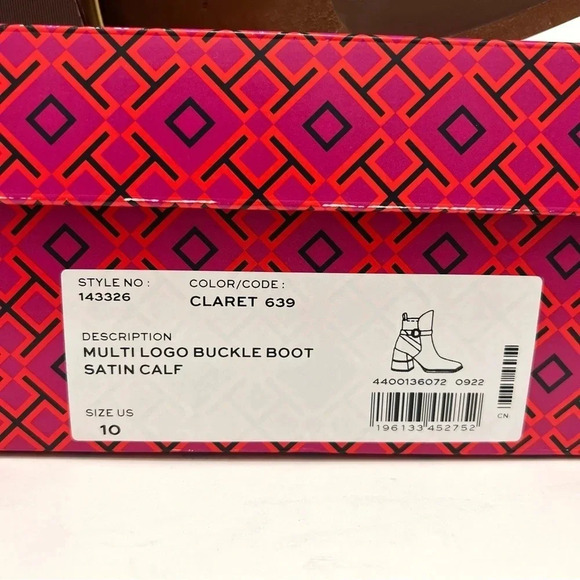 STYLE NO :
143326
COLOR/CODE :
CLARET 639
DESCRIPTION
MULTI LOGO BUCKLE BOOT
SATIN CALF
SIZE US
10
4400136072 0922
196133 452752
CN